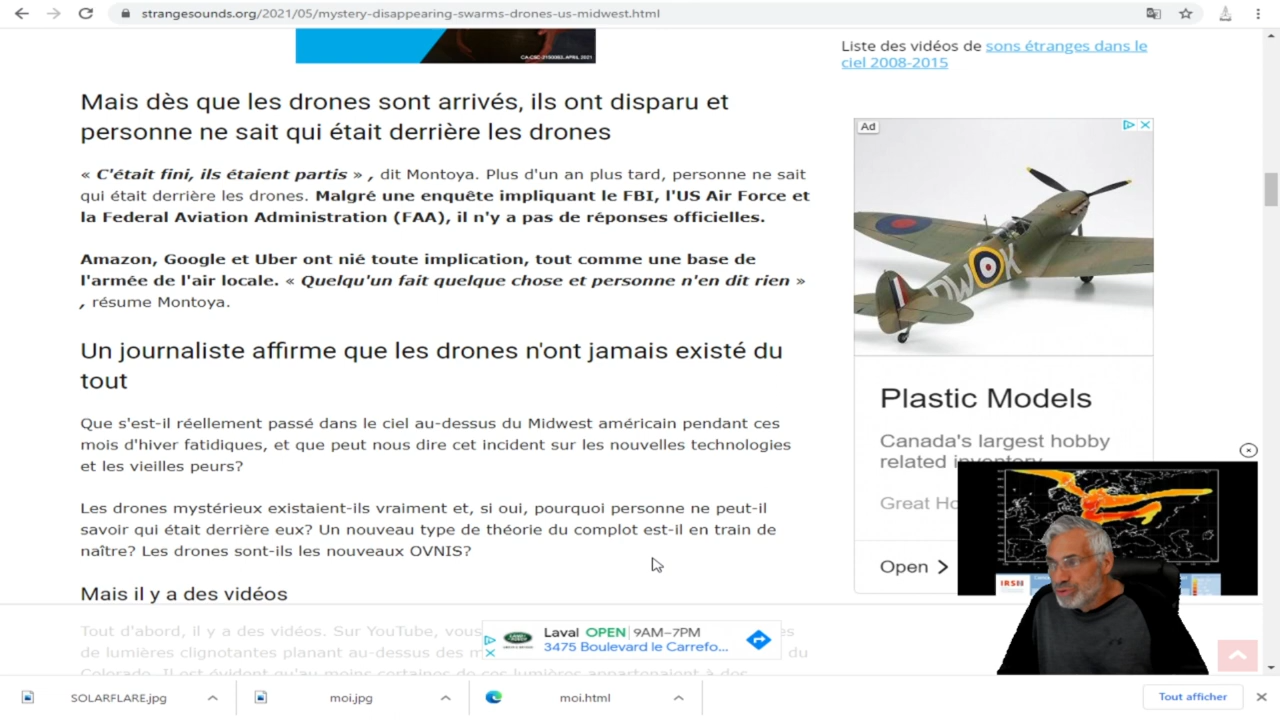 strangesounds.org/2021/05/mystery-disappearing-swarms-drones-us-midwest.html
Liste des vidéos de sons étranges dans le
ciel 2008-2015
Mais dès que les drones sont arrivés, ils ont disparu et
personne ne sait qui était derrière les drones
« C'était fini, ils étaient partis » , dit Montoya. Plus d'un an plus tard, personne ne sait
qui était derrière les drones. Malgré une enquête impliquant le FBI, l'US Air Force et
la Federal Aviation Administration (FAA), il n'y a pas de réponses officielles.
Amazon, Google et Uber ont nié toute implication, tout comme une base de
l'armée de l'air locale. « Quelqu'un fait quelque chose et personne n'en dit rien »
, résume Montoya.
Un journaliste affirme que les drones n'ont jamais existé du
tout
Que s'est-il réellement passé dans le ciel au-dessus du Midwest américain pendant ces
mois d'hiver fatidiques, et que peut nous dire cet incident sur les nouvelles technologies
et les vieilles peurs?
Les drones mystérieux existaient-ils vraiment et, si oui, pourquoi personne ne peut-il
savoir qui était derrière eux? Un nouveau type de théorie du complot est-il en train de
naître? Les drones sont-ils les nouveaux OVNIS?
Mais il y a des vidéos
Tout d'abord, il y a des vidéos. Sur YouTube, vous
de lumières clignotantes planant au-dessus des du
Colorado. Il est évident qu'au moins certaines de ces lumières appartenaient à des
Ad
DW K
Plastic Models
Canada's largest hobby
related inventory
Great Ho
Open
IRSN
Laval OPEN 9AM–7PM
3475 Boulevard le Carrefo...
SOLARFLARE.jpg
moi.jpg
moi.html
Tout afficher